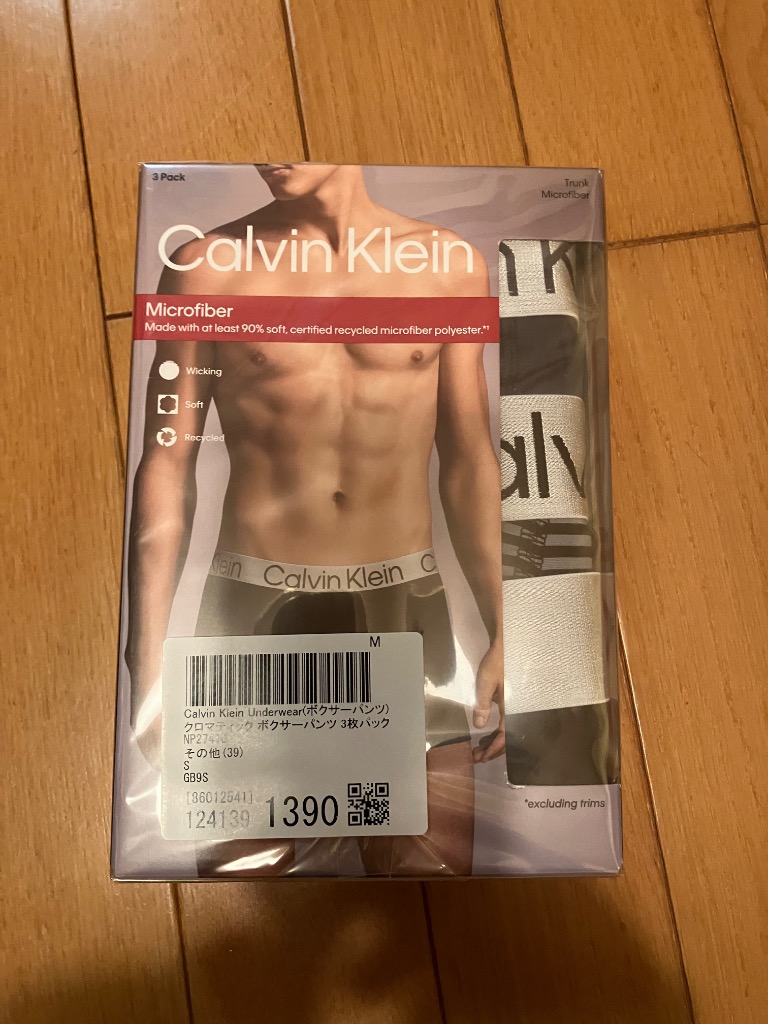 3 Pack
Trunk
Microfiber
Calvin Klein
Microfiber
Made with at least 90% soft, certified recycled microfiber polyester.*†
Wicking
Soft
Recycled
n K
alv
Klein Calvin Klein C
M
Calvin Klein Underwear(ボクサーパンツ)
クロマティック ボクサーパンツ 3枚パック
その他(39)
S
GB9S
[86012541]
124139 1390
*excluding trims